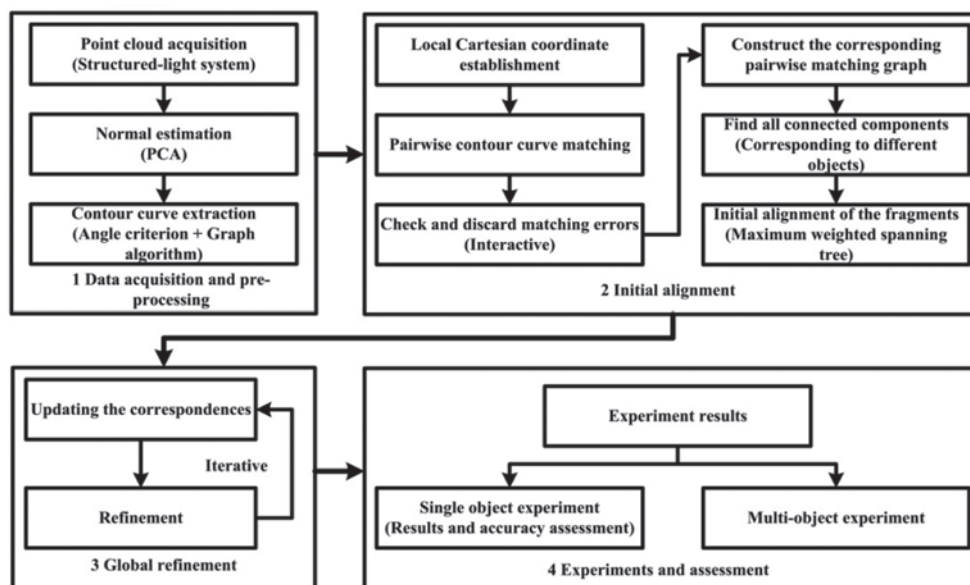 Point cloud acquisition
(Structured-light system)
Normal estimation
(PCA)
Contour curve extraction
(Angle criterion + Graph
algorithm)
1 Data acquisition and pre-
processing
Local Cartesian coordinate
establishment
Pairwise contour curve matching
Check and discard matching errors
(Interactive)
Construct the corresponding
pairwise matching graph
Find all connected components
(Corresponding to different
objects)
Initial alignment of the fragments
(Maximum weighted spanning
tree)
2 Initial alignment
Updating the correspondences
Iterative
Refinement
3 Global refinement
Experiment results
Single object experiment
(Results and accuracy assessment)
Multi-object experiment
4 Experiments and assessment